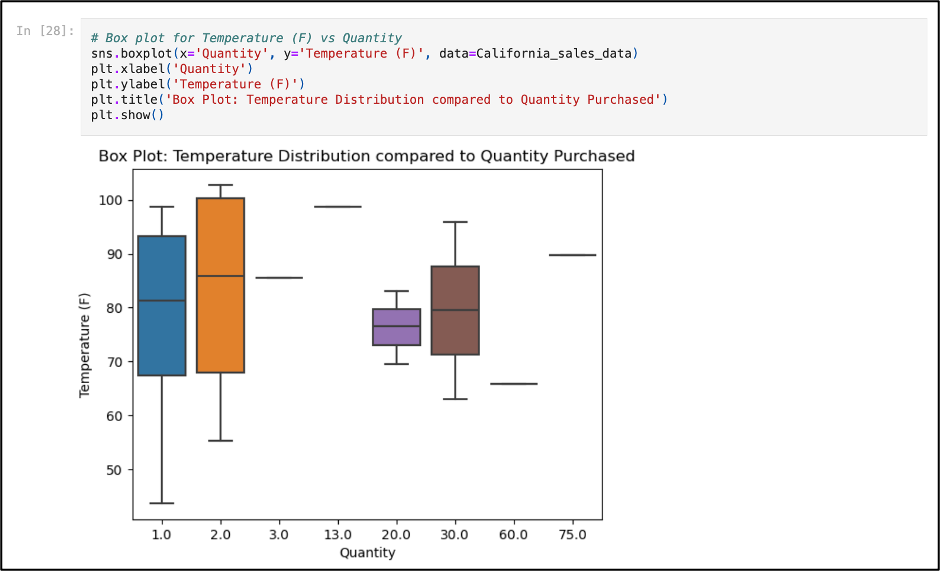 In [28]:
# Box plot for Temperature (F) vs Quantity
sns.boxplot(x='Quantity', y='Temperature (F)', data=California_sales_data)
plt.xlabel('Quantity')
plt.ylabel('Temperature (F)')
plt.title('Box Plot: Temperature Distribution compared to Quantity Purchased')
plt.show()
Box Plot: Temperature Distribution compared to Quantity Purchased
Temperature (F)
100
90
80
70
60
50
1.0 2.0 3.0 13.0 20.0 30.0 60.0 75.0
Quantity